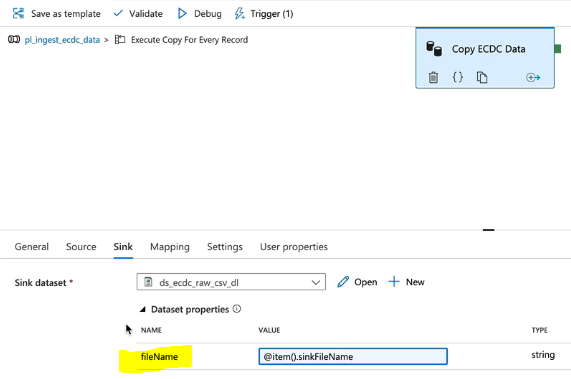 Save as template Validate Debug Trigger (1)
pl_ingest_ecdc_data > Execute Copy For Every Record
Copy ECDC Data
{}
General Source Sink Mapping Settings User properties
Sink dataset * ds_ecdc_raw_csv_dl Open New
Dataset properties
NAME VALUE TYPE
fileName @item().sinkFileName string